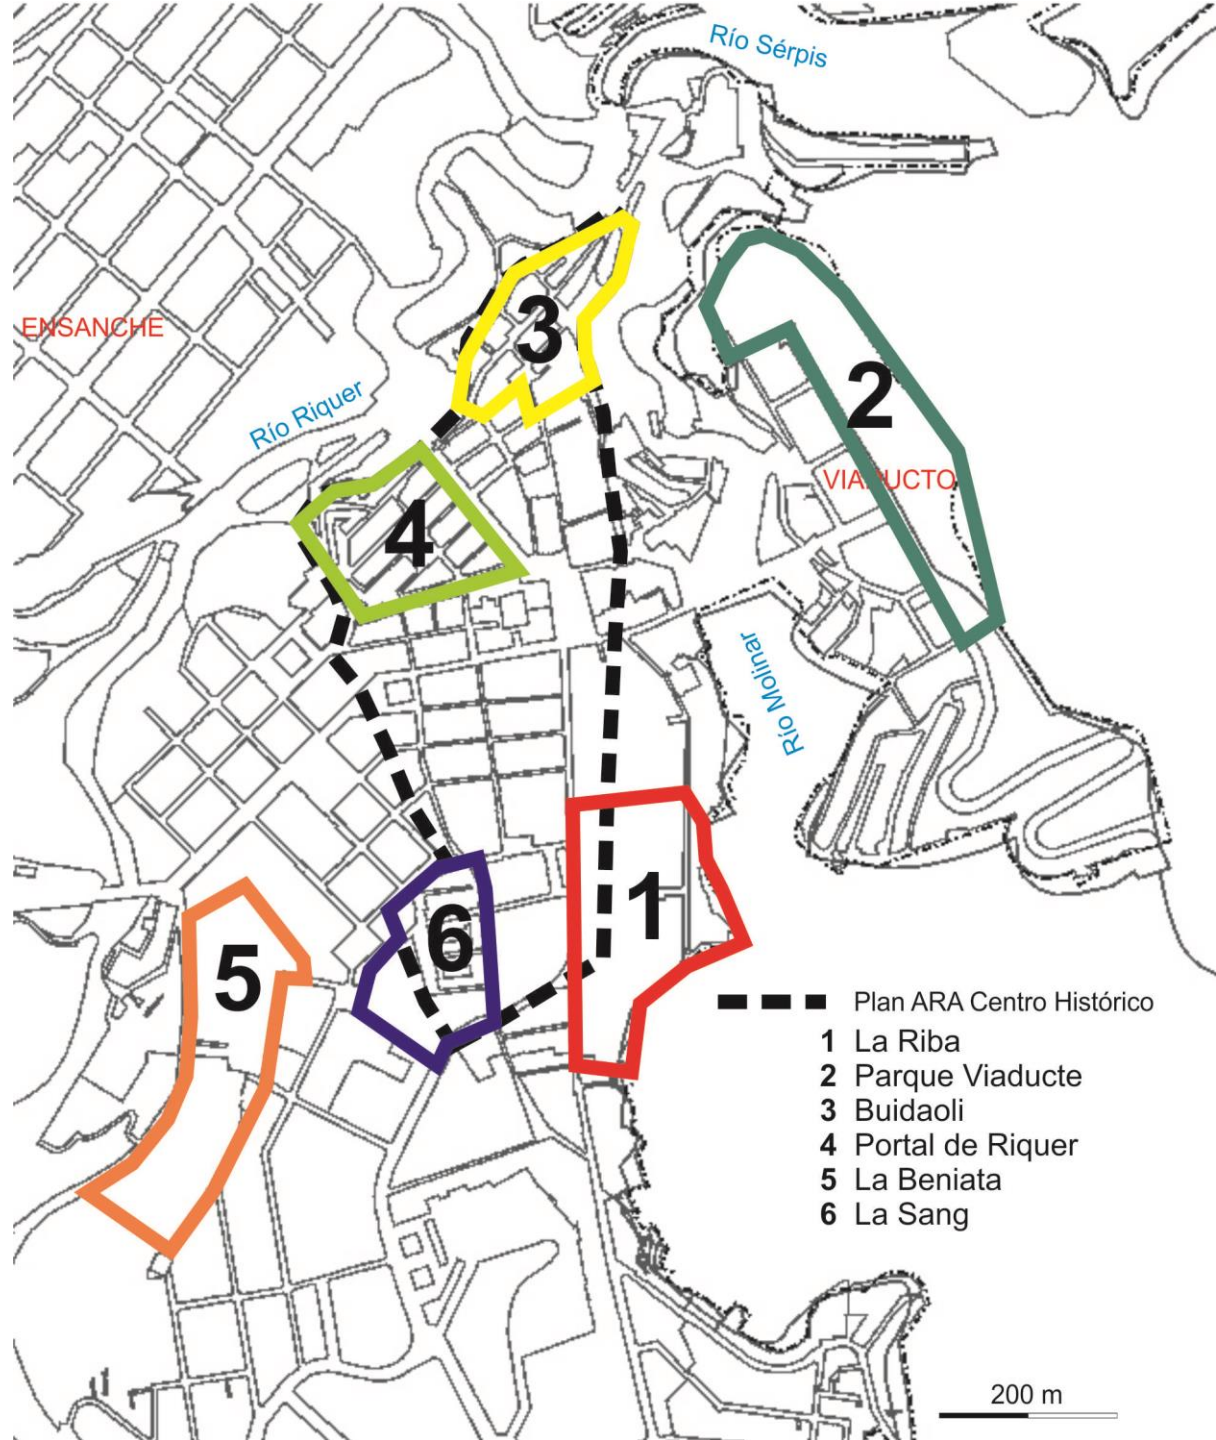 Río Sérpis
3
ENSANCHE
2
Río Riquer
VIADUCTO
4
Río Molinar
1
6
5
Plan ARA Centro Histórico
1 La Riba
2 Parque Viaducte
3 Buidaoli
4 Portal de Riquer
5 La Beniata
6 La Sang
200 m